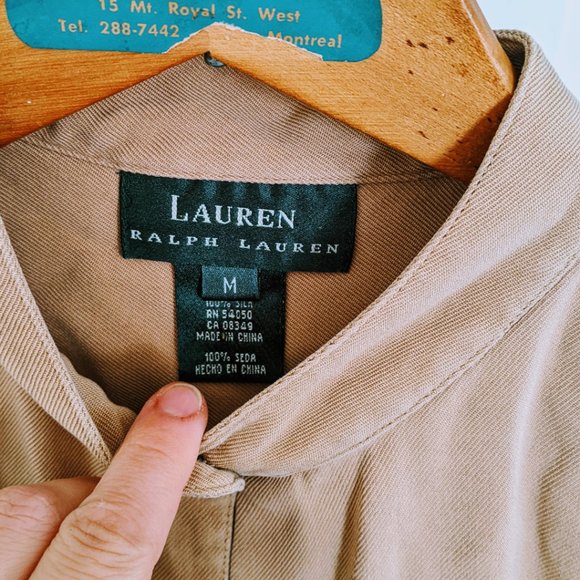 15 Mt. Royal St. West
Tel. 288-7442 Montreal
LAUREN
RALPH LAUREN
M
100% SILK
RN 54050
CA 08349
MADE IN CHINA
100% SEDA
HECHO EN CHINA